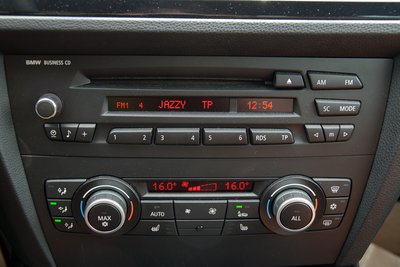 BMW BUSINESS CD
AM FM
FM1 4 JAZZY TP 12:54
SC MODE
1 2 3 4 5 6 RDS TP
M
16.0° 16.0°
MAX AUTO ALL